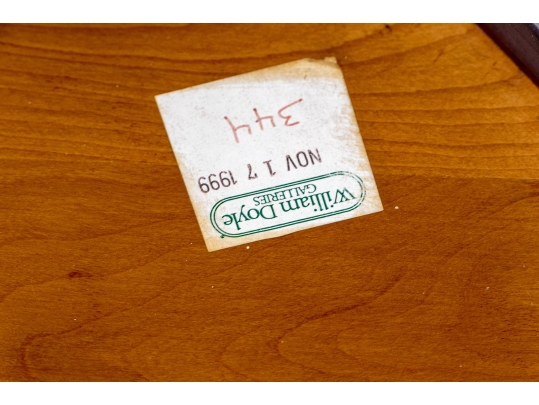 William Doyle
GALLERIES
NOV 17 1999
344